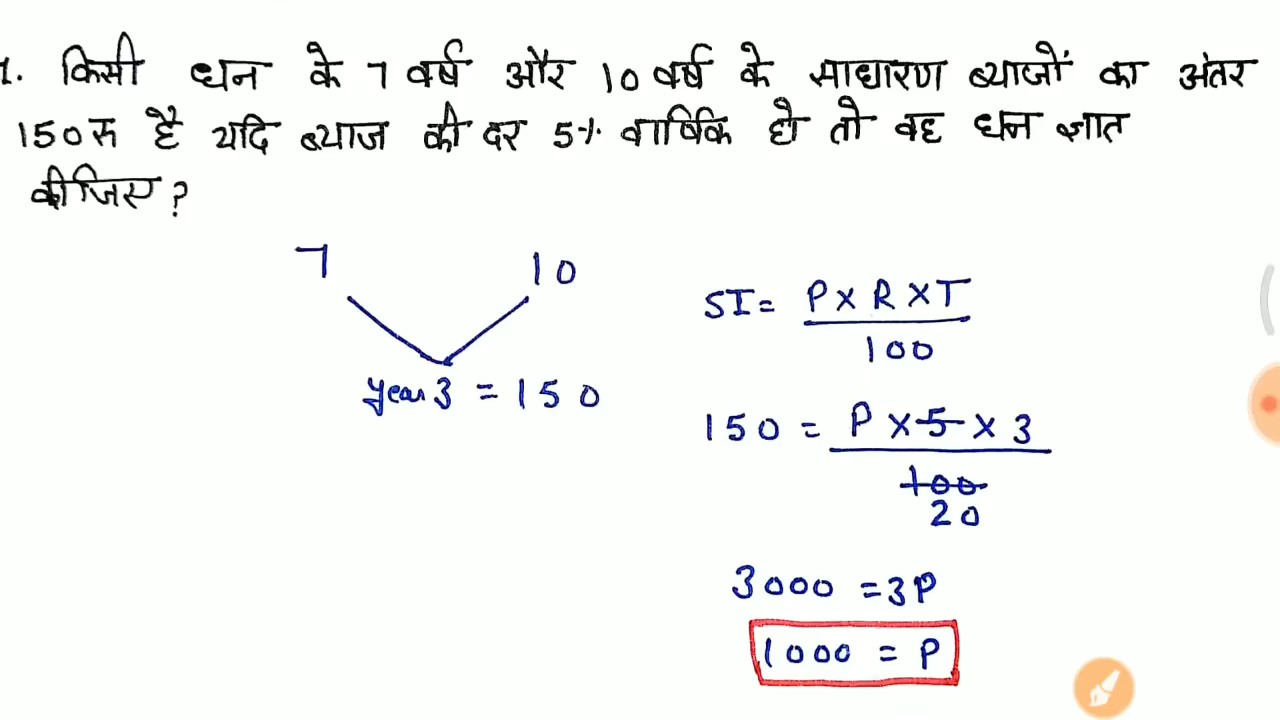 1. किसी धन के 7 वर्ष और 10 वर्ष के साधारण ब्याजों का अंतर
150 रु है यदि ब्याज की दर 5% वार्षिक हो तो वह धन ज्ञात
कीजिए?
7 10
year 3 = 150
SI = P × R × T
100
150 = P × 5 × 3
100
20
3000 = 3P
1000 = P